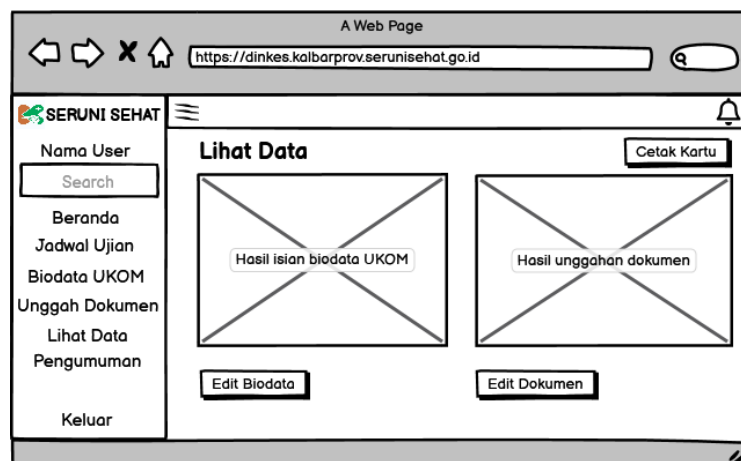 A Web Page
https://dinkes.kalbarprov.serunisehat.go.id
SERUNI SEHAT
Nama User
Search
Beranda
Jadwal Ujian
Biodata UKOM
Unggah Dokumen
Lihat Data
Pengumuman
Keluar
Lihat Data
Cetak Kartu
Hasil isian biodata UKOM
Hasil unggahan dokumen
Edit Biodata
Edit Dokumen